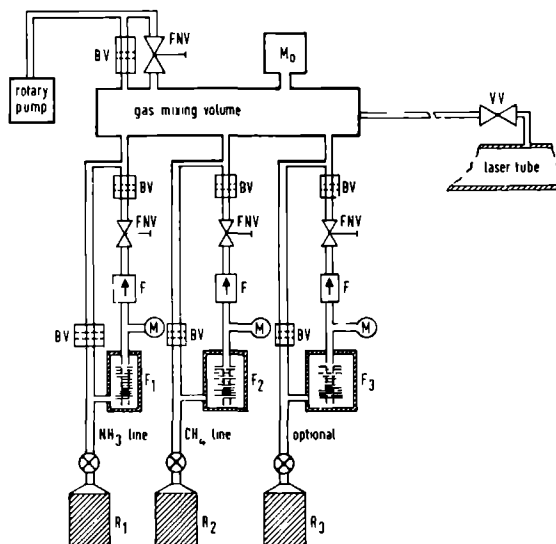 FNV
BV
M₀
rotary
pump
gas mixing volume
VV
laser tube
BV
BV
BV
FNV
FNV
FNV
F
F
F
M
M
M
BV
BV
BV
F₁
F₂
F₃
NH₃ line
CH₄ line
optional
R₁
R₂
R₃